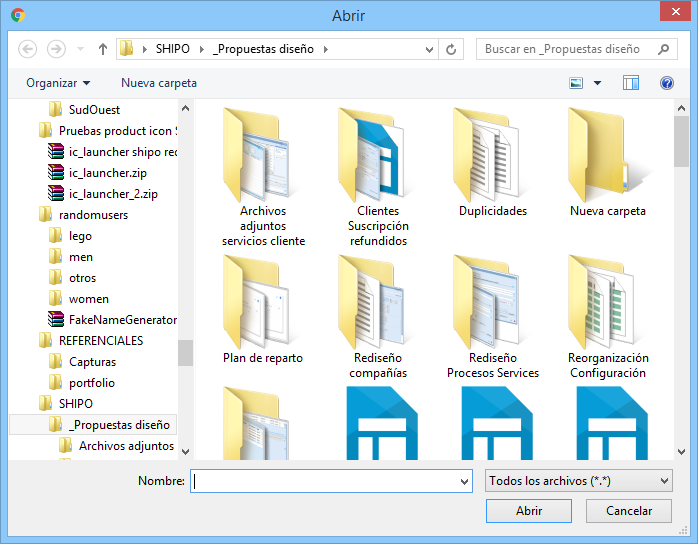 Abrir
SHIPO
_Propuestas diseño
Buscar en _Propuestas diseño
Organizar
Nueva carpeta
SudOuest
Pruebas product icon S
ic_launcher shipo red
ic_launcher.zip
ic_launcher_2.zip
randomusers
lego
men
otros
women
FakeNameGenerator
REFERENCIALES
Capturas
portfolio
SHIPO
_Propuestas diseño
Archivos adjuntos
Archivos
adjuntos
servicios cliente
Clientes
Suscripción
refundidos
Duplicidades
Nueva carpeta
Plan de reparto
Rediseño
compañías
Rediseño
Procesos Services
Reorganización
Configuración
Nombre:
Todos los archivos (*.*)
Abrir
Cancelar